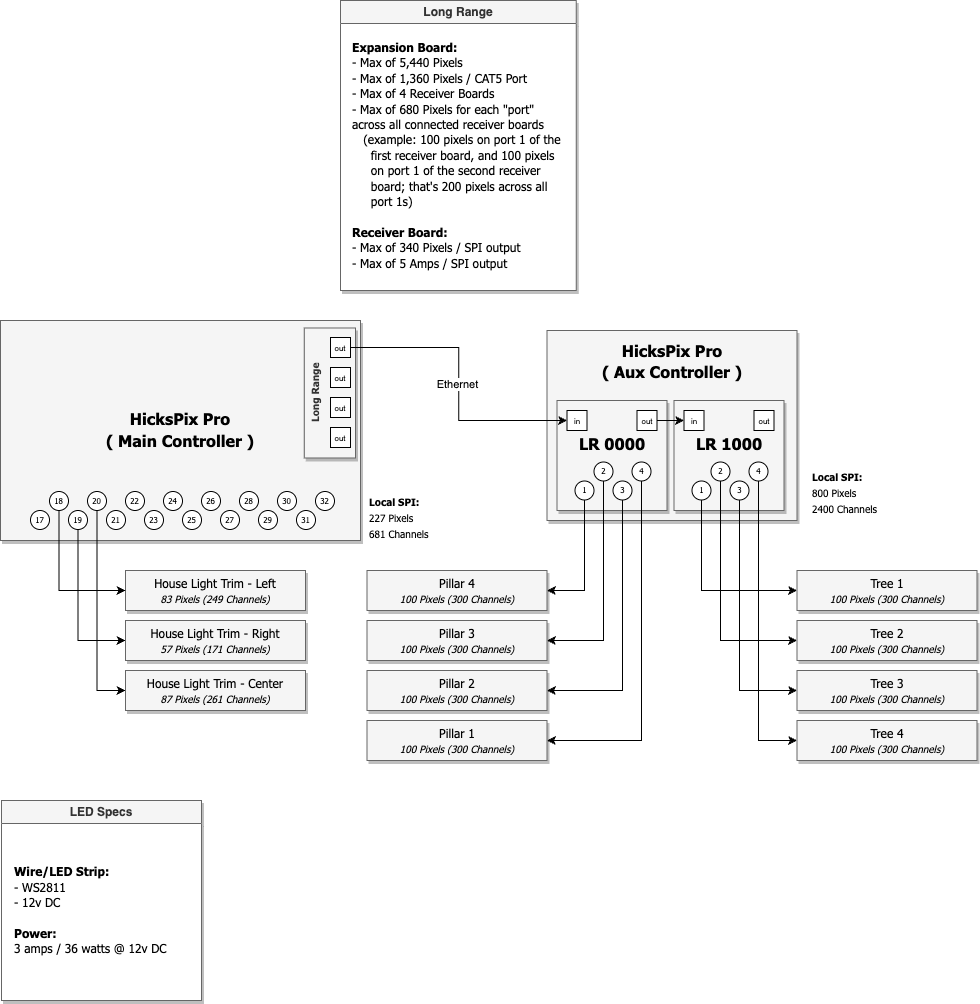 Long Range
Expansion Board:
- Max of 5,440 Pixels
- Max of 1,360 Pixels / CAT5 Port
- Max of 4 Receiver Boards
- Max of 680 Pixels for each "port"
across all connected receiver boards
(example: 100 pixels on port 1 of the
first receiver board, and 100 pixels
on port 1 of the second receiver
board; that's 200 pixels across all
port 1s)
Receiver Board:
- Max of 340 Pixels / SPI output
- Max of 5 Amps / SPI output
HicksPix Pro
( Main Controller )
Long Range
out
out
out
out
18
20
22
24
26
28
30
32
17
19
21
23
25
27
29
31
Local SPI:
227 Pixels
681 Channels
Ethernet
HicksPix Pro
( Aux Controller )
in
out
LR 0000
2
4
1
3
in
out
LR 1000
2
4
1
3
Local SPI:
800 Pixels
2400 Channels
House Light Trim - Left
83 Pixels (249 Channels)
House Light Trim - Right
57 Pixels (171 Channels)
House Light Trim - Center
87 Pixels (261 Channels)
Pillar 4
100 Pixels (300 Channels)
Pillar 3
100 Pixels (300 Channels)
Pillar 2
100 Pixels (300 Channels)
Pillar 1
100 Pixels (300 Channels)
Tree 1
100 Pixels (300 Channels)
Tree 2
100 Pixels (300 Channels)
Tree 3
100 Pixels (300 Channels)
Tree 4
100 Pixels (300 Channels)
LED Specs
Wire/LED Strip:
- WS2811
- 12v DC
Power:
3 amps / 36 watts @ 12v DC